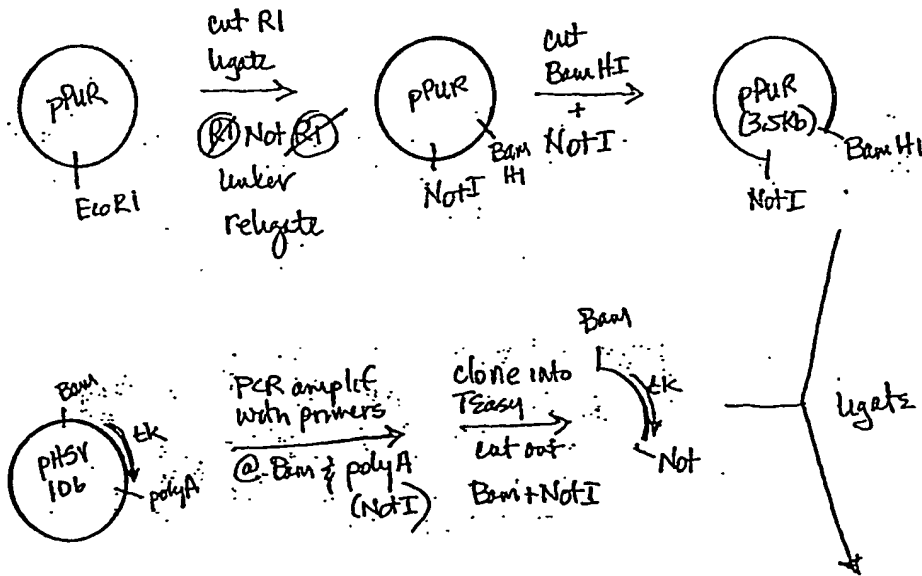 cut RI
ligate
RI Not RI
linker
religate
pPUR
EcoRI
pPUR
NotI
Bam
HI
cut
BamHI
+
NotI
pPUR
(3.5Kb)
BamHI
NotI
Bam
pHSV
106
tk
polyA
PCR amplif
with primers
@ Bam & polyA
(NotI)
clone into
TEasy
cut out
Bam+NotI
Bam
tk
Not
ligate